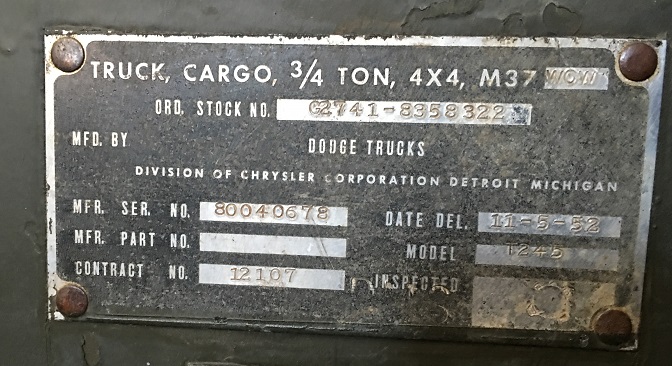 TRUCK, CARGO, 3/4 TON, 4X4, M37 WOW
ORD. STOCK NO. G2741-8358322
MFD. BY DODGE TRUCKS
DIVISION OF CHRYSLER CORPORATION DETROIT MICHIGAN
MFR. SER. NO. 80040678
DATE DEL. 11-5-52
MFR. PART NO.
MODEL T245
CONTRACT NO. 12107
INSPECTED